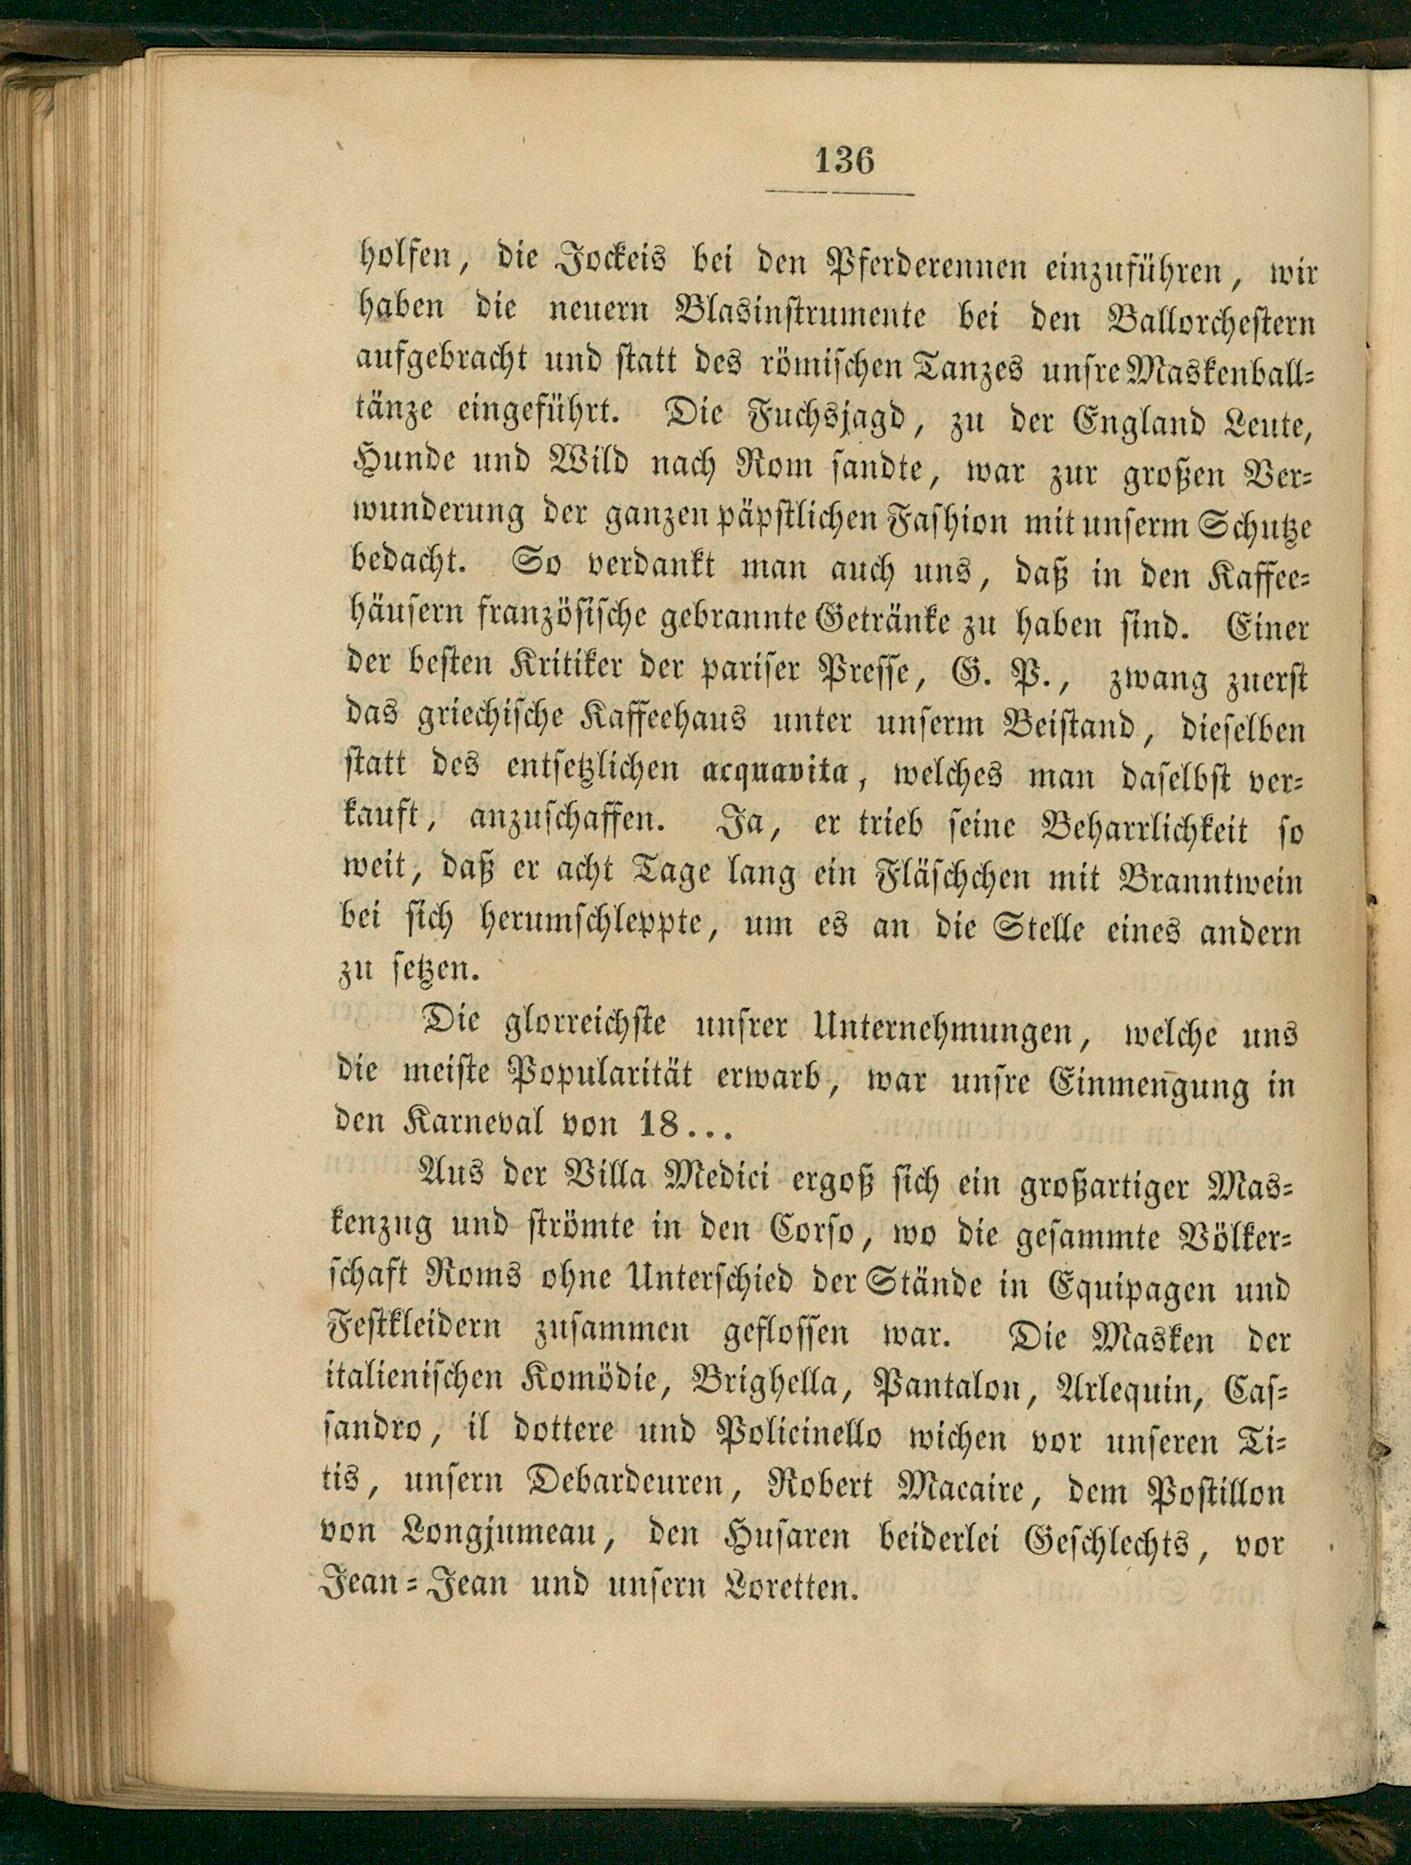 136
holfen, die Jockeis bei den Pferderennen einzuführen, wir
haben die neuern Blasinstrumente bei den Ballorchestern
aufgebracht und statt des römischen Tanzes unsre Maskenball-
tänze eingeführt. Die Fuchsjagd, zu der England Leute,
Hunde und Wild nach Rom sandte, war zur großen Ver-
wunderung der ganzen päpstlichen Fashion mit unserm Schutze
bedacht. So verdankt man auch uns, daß in den Kaffee-
häusern französische gebrannte Getränke zu haben sind. Einer
der besten Kritiker der pariser Presse, G. P., zwang zuerst
das griechische Kaffeehaus unter unserm Beistand, dieselben
statt des entsetzlichen acquavita, welches man daselbst ver-
kauft, anzuschaffen. Ja, er trieb seine Beharrlichkeit so
weit, daß er acht Tage lang ein Fläschchen mit Branntwein
bei sich herumschleppte, um es an die Stelle eines andern
zu setzen.
Die glorreichste unsrer Unternehmungen, welche uns
die meiste Popularität erwarb, war unsre Einmengung in
den Karneval von 18...
Aus der Villa Medici ergoß sich ein großartiger Mas-
kenzug und strömte in den Corso, wo die gesammte Völker-
schaft Roms ohne Unterschied der Stände in Equipagen und
Festkleidern zusammen geflossen war. Die Masken der
italienischen Komödie, Brighella, Pantalon, Arlequin, Cas-
sandro, il dottere und Policinello wichen vor unseren Ti-
tis, unsern Debardeuren, Robert Macaire, dem Postillon
von Longjumeau, den Husaren beiderlei Geschlechts, vor
Jean-Jean und unsern Loretten.